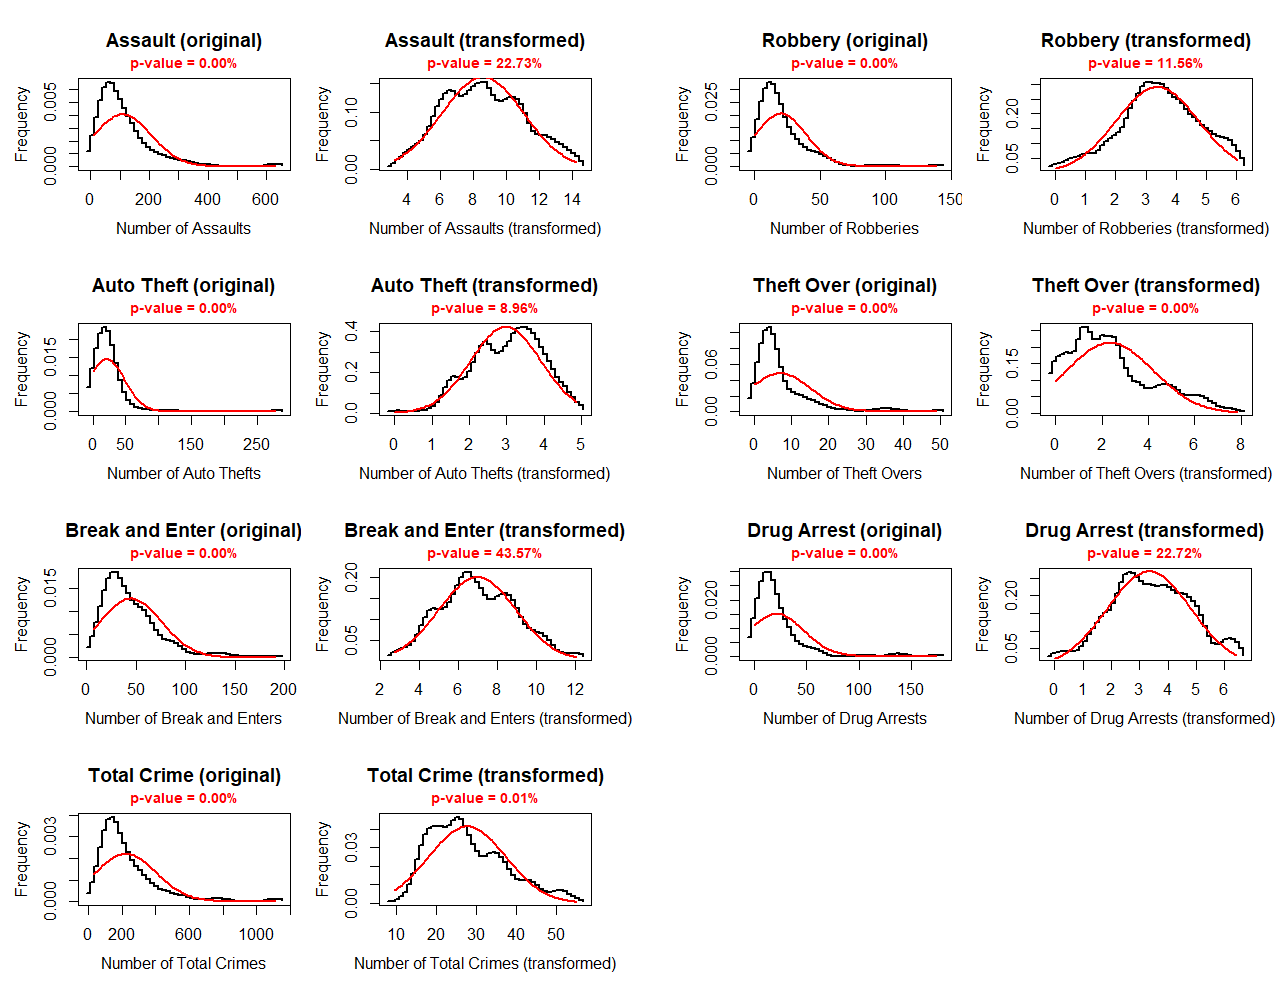 Assault (original)
p-value = 0.00%
Frequency
0.000
0.005
0
200
400
600
Number of Assaults
Assault (transformed)
p-value = 22.73%
Frequency
0.00
0.10
4
6
8
10
12
14
Number of Assaults (transformed)
Robbery (original)
p-value = 0.00%
Frequency
0.000
0.025
0
50
100
150
Number of Robberies
Robbery (transformed)
p-value = 11.56%
Frequency
0.05
0.20
0
1
2
3
4
5
6
Number of Robberies (transformed)
Auto Theft (original)
p-value = 0.00%
Frequency
0.000
0.015
0
50
150
250
Number of Auto Thefts
Auto Theft (transformed)
p-value = 8.96%
Frequency
0.0
0.2
0.4
0
1
2
3
4
5
Number of Auto Thefts (transformed)
Theft Over (original)
p-value = 0.00%
Frequency
0.00
0.06
0
10
20
30
40
50
Number of Theft Overs
Theft Over (transformed)
p-value = 0.00%
Frequency
0.00
0.15
0
2
4
6
8
Number of Theft Overs (transformed)
Break and Enter (original)
p-value = 0.00%
Frequency
0.000
0.015
0
50
100
150
200
Number of Break and Enters
Break and Enter (transformed)
p-value = 43.57%
Frequency
0.05
0.20
2
4
6
8
10
12
Number of Break and Enters (transformed)
Drug Arrest (original)
p-value = 0.00%
Frequency
0.000
0.020
0
50
100
150
Number of Drug Arrests
Drug Arrest (transformed)
p-value = 22.72%
Frequency
0.05
0.20
0
1
2
3
4
5
6
Number of Drug Arrests (transformed)
Total Crime (original)
p-value = 0.00%
Frequency
0.000
0.003
0
200
600
1000
Number of Total Crimes
Total Crime (transformed)
p-value = 0.01%
Frequency
0.00
0.03
10
20
30
40
50
Number of Total Crimes (transformed)